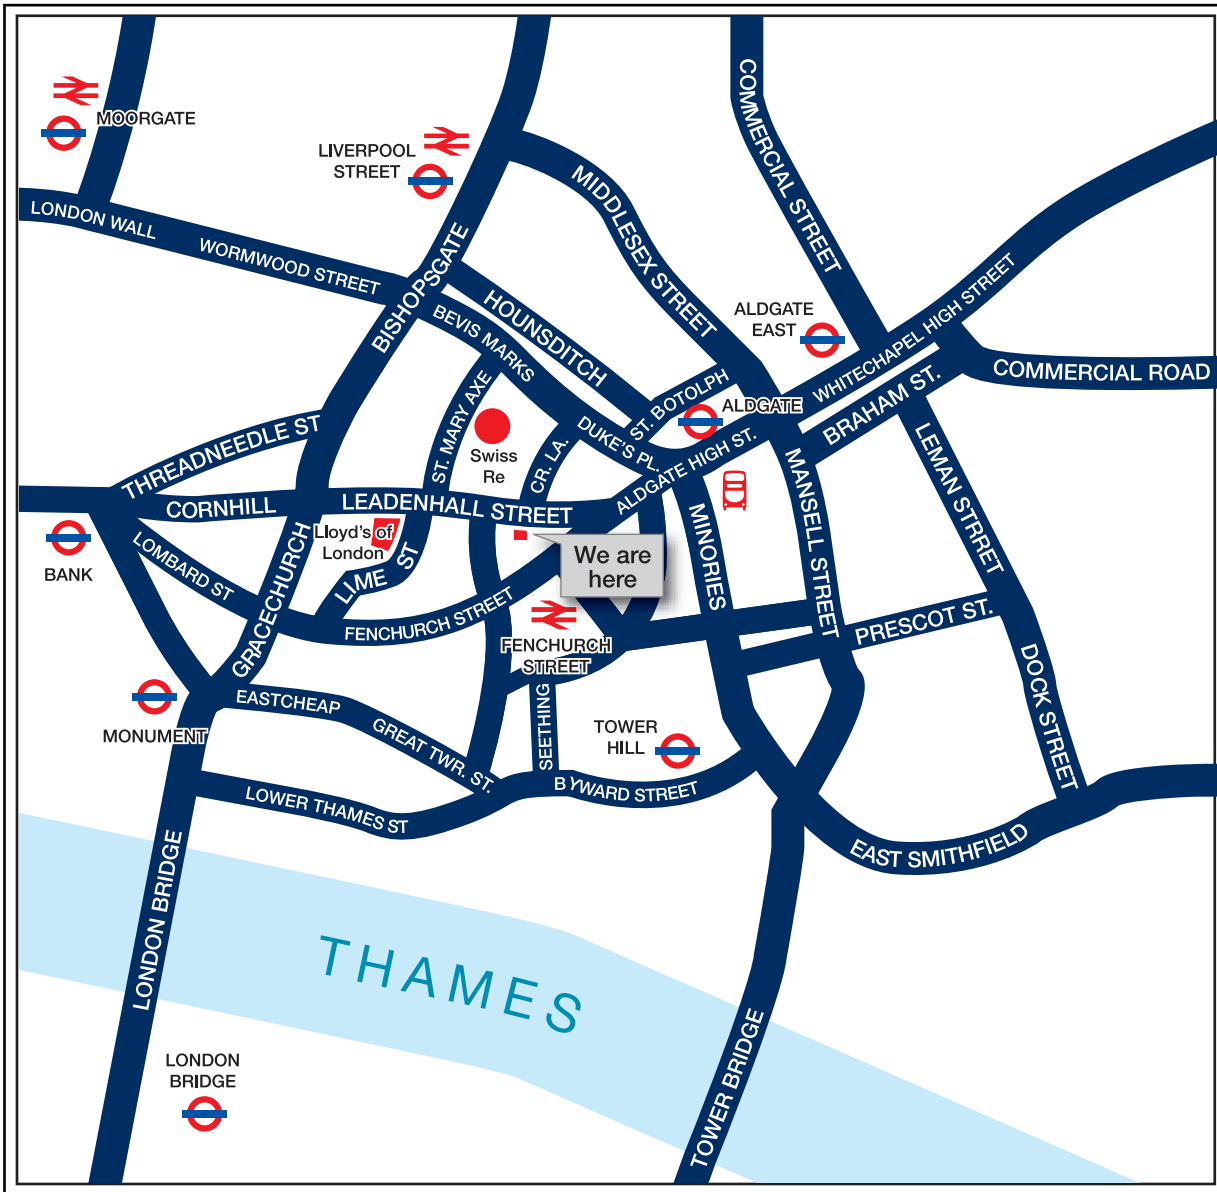 MOORGATE
LIVERPOOL
STREET
COMMERCIAL STREET
MIDDLESEX STREET
LONDON WALL
WORMWOOD STREET
BISHOPSGATE
HOUNSDITCH
BEVIS MARKS
ALDGATE
EAST
WHITECHAPEL HIGH STREET
COMMERCIAL ROAD
BRAHAM ST.
ST. BOTOLPH
ALDGATE
ST. MARY AXE
Swiss
Re
CR. LA.
DUKE'S PL.
ALDGATE HIGH ST.
THREADNEEDLE ST
CORNHILL
LEADENHALL STREET
LEMAN STRRET
MANSELL STREET
MINORIES
Lloyd's of
London
LIME ST
We are
here
BANK
LOMBARD ST
GRACECHURCH
FENCHURCH STREET
FENCHURCH
STREET
PRESCOT ST.
DOCK STREET
MONUMENT
EASTCHEAP
GREAT TWR. ST.
SEETHING
TOWER
HILL
BYWARD STREET
LOWER THAMES ST
EAST SMITHFIELD
LONDON BRIDGE
THAMES
TOWER BRIDGE
LONDON
BRIDGE